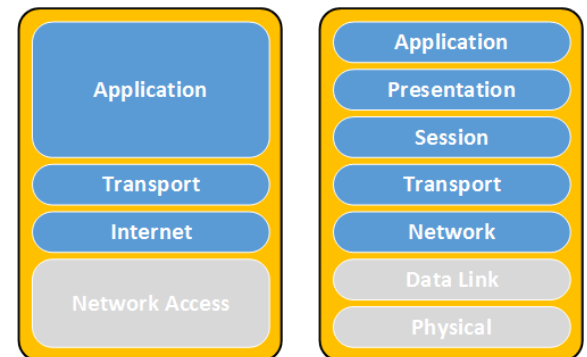 Application
Transport
Internet
Network Access
Application
Presentation
Session
Transport
Network
Data Link
Physical